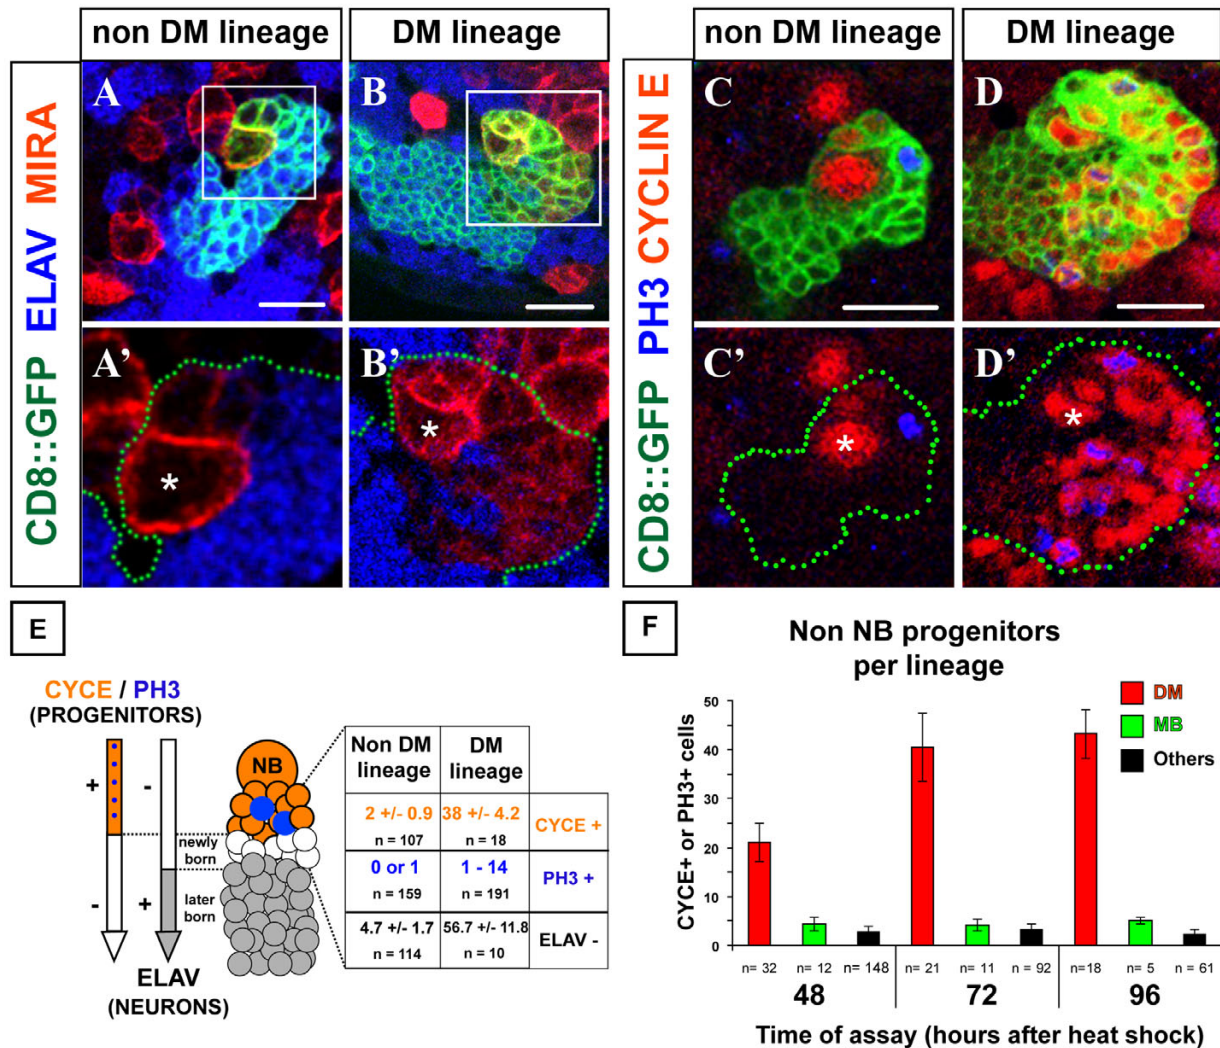 non DM lineage
DM lineage
non DM lineage
DM lineage
CD8::GFP ELAV MIRA
A
B
A’
B’
*
*
CD8::GFP PH3 CYCLIN E
C
D
C’
D’
*
*
E
CYCE / PH3
(PROGENITORS)
+
-
-
+
newly
born
later
born
ELAV
(NEURONS)
NB
Non DM
lineage
DM
lineage
2 +/- 0.9
n = 107
38 +/- 4.2
n = 18
CYCE +
0 or 1
n = 159
1 - 14
n = 191
PH3 +
4.7 +/- 1.7
n = 114
56.7 +/- 11.8
n = 10
ELAV -
F
Non NB progenitors
per lineage
DM
MB
Others
CYCE+ or PH3+ cells
50
40
30
20
10
0
n= 32 n= 12 n= 148 n= 21 n= 11 n = 92 n=18 n= 5 n = 61
48 72 96
Time of assay (hours after heat shock)